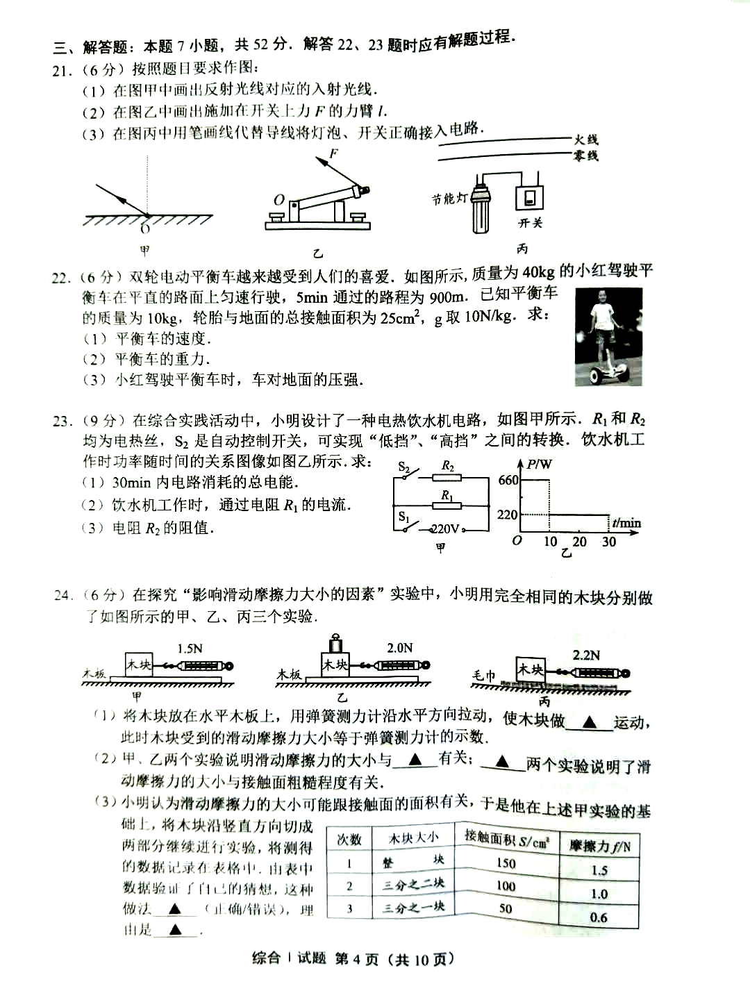 三、解答题：本题 7 小题，共 52 分．解答 22、23 题时应有解题过程．
21．（6 分）按照题目要求作图：
（1）在图甲中画出反射光线对应的入射光线．
（2）在图乙中画出施加在开关上力 F 的力臂 l．
（3）在图丙中用笔画线代替导线将灯泡、开关正确接入电路．
火线
零线
F
O
节能灯
开关
O
甲
乙
丙
22．（6 分）双轮电动平衡车越来越受到人们的喜爱．如图所示，质量为 40kg 的小红驾驶平
衡车在平直的路面上匀速行驶，5min 通过的路程为 900m．已知平衡车
的质量为 10kg，轮胎与地面的总接触面积为 25cm²，g 取 10N/kg．求：
（1）平衡车的速度．
（2）平衡车的重力．
（3）小红驾驶平衡车时，车对地面的压强．
23．（9 分）在综合实践活动中，小明设计了一种电热饮水机电路，如图甲所示．R₁ 和 R₂
均为电热丝，S₂ 是自动控制开关，可实现“低挡”、“高挡”之间的转换．饮水机工
作时功率随时间的关系图像如图乙所示．求：
（1）30min 内电路消耗的总电能．
（2）饮水机工作时，通过电阻 R₁ 的电流．
（3）电阻 R₂ 的阻值．
S₂ R₂
R₁
S₁
220V
甲
P/W
660
220
t/min
O 10 20 30
乙
24．（6 分）在探究“影响滑动摩擦力大小的因素”实验中，小明用完全相同的木块分别做
了如图所示的甲、乙、丙三个实验．
1.5N
木块
木板
甲
2.0N
木块
木板
乙
2.2N
木块
毛巾
丙
（1）将木块放在水平木板上，用弹簧测力计沿水平方向拉动，使木块做 ▲ 运动，
此时木块受到的滑动摩擦力大小等于弹簧测力计的示数．
（2）甲、乙两个实验说明滑动摩擦力的大小与 ▲ 有关； ▲ 两个实验说明了滑
动摩擦力的大小与接触面粗糙程度有关．
（3）小明认为滑动摩擦力的大小可能跟接触面的面积有关，于是他在上述甲实验的基
础上，将木块沿竖直方向切成
两部分继续进行实验，将测得
的数据记录在表格中．由表中
数据验证了自己的猜想，这种
做法 ▲ （正确/错误），理
由是 ▲ ．
次数 木块大小 接触面积 S/cm² 摩擦力 f/N
1 整 块 150 1.5
2 三分之二块 100 1.0
3 三分之一块 50 0.6
综合Ⅰ试题 第 4 页（共 10 页）